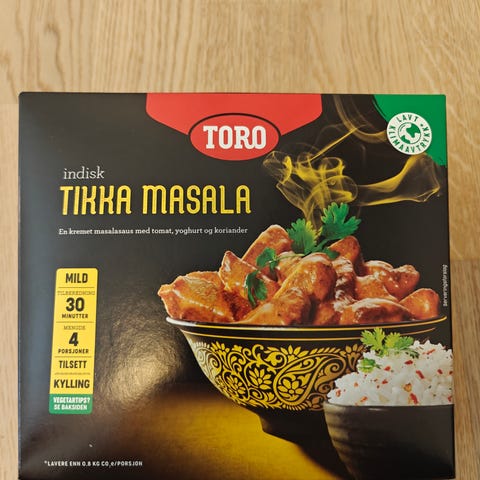 LAVT
KLIMAAVTRYKK*
TORO
indisk
TIKKA MASALA
En kremet masalasaus med tomat, yoghurt og koriander
MILD
TILBEREDNING
30
MINUTTER
MENGDE
4
PORSJONER
TILSETT
KYLLING
VEGETARTIPS?
SE BAKSIDEN
Serveringsforslag
*LAVERE ENN 0,8 KG CO₂e/PORSJON